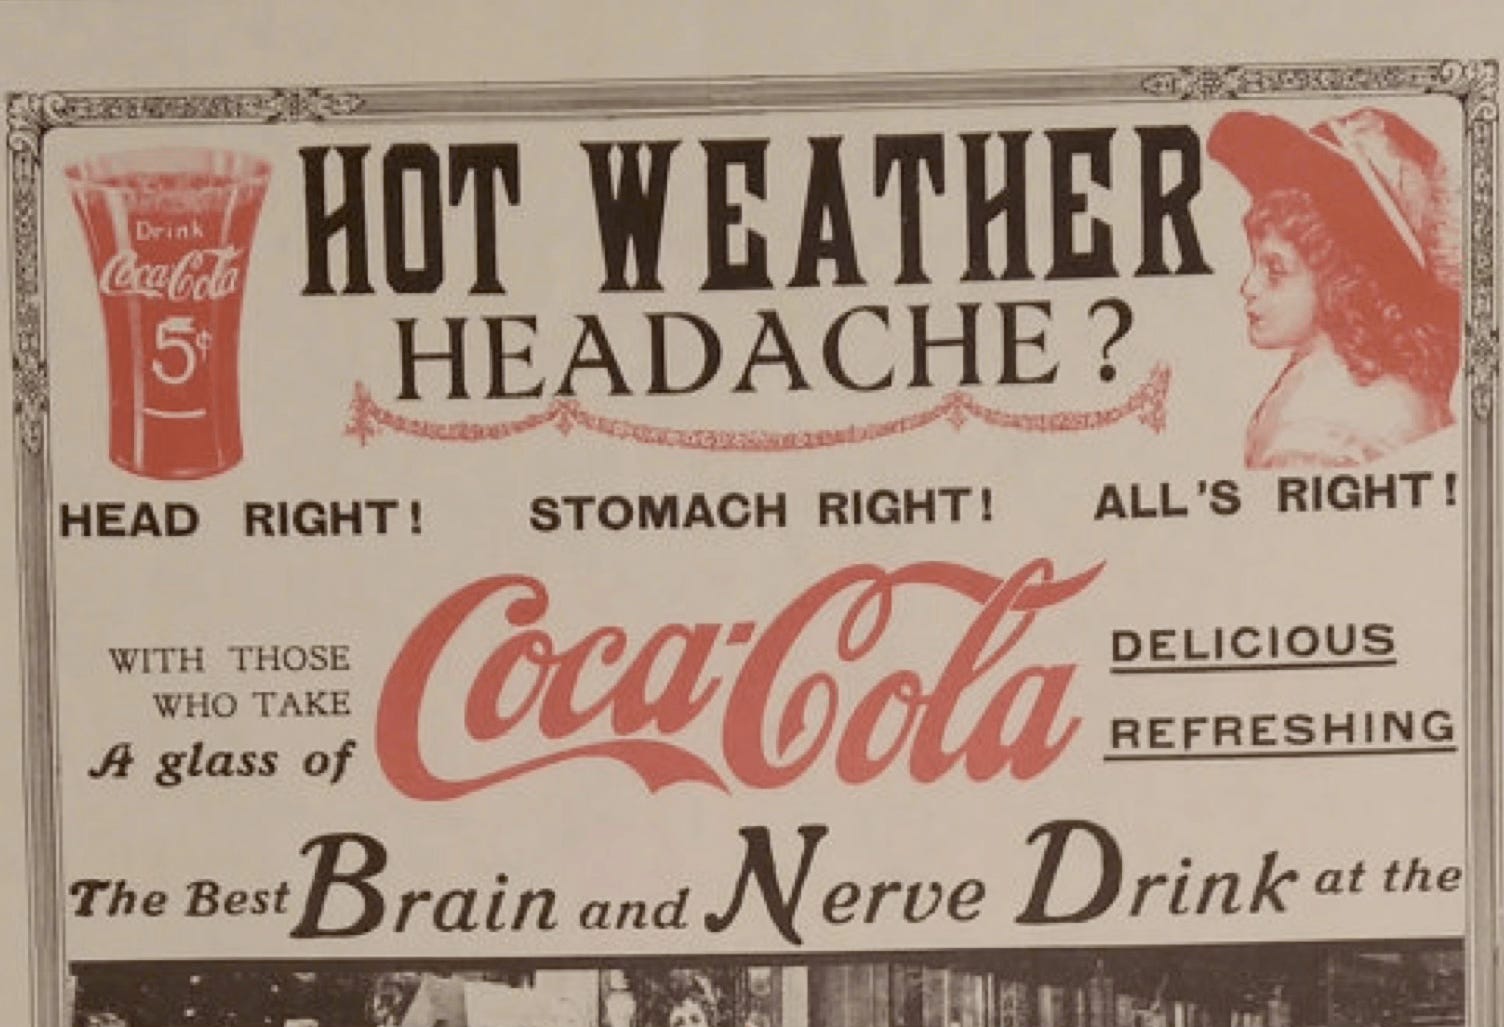 Drink
Coca-Cola
5¢
HOT WEATHER
HEADACHE?
HEAD RIGHT! STOMACH RIGHT! ALL'S RIGHT!
WITH THOSE
WHO TAKE
A glass of
Coca-Cola
DELICIOUS
REFRESHING
The Best Brain and Nerve Drink at the